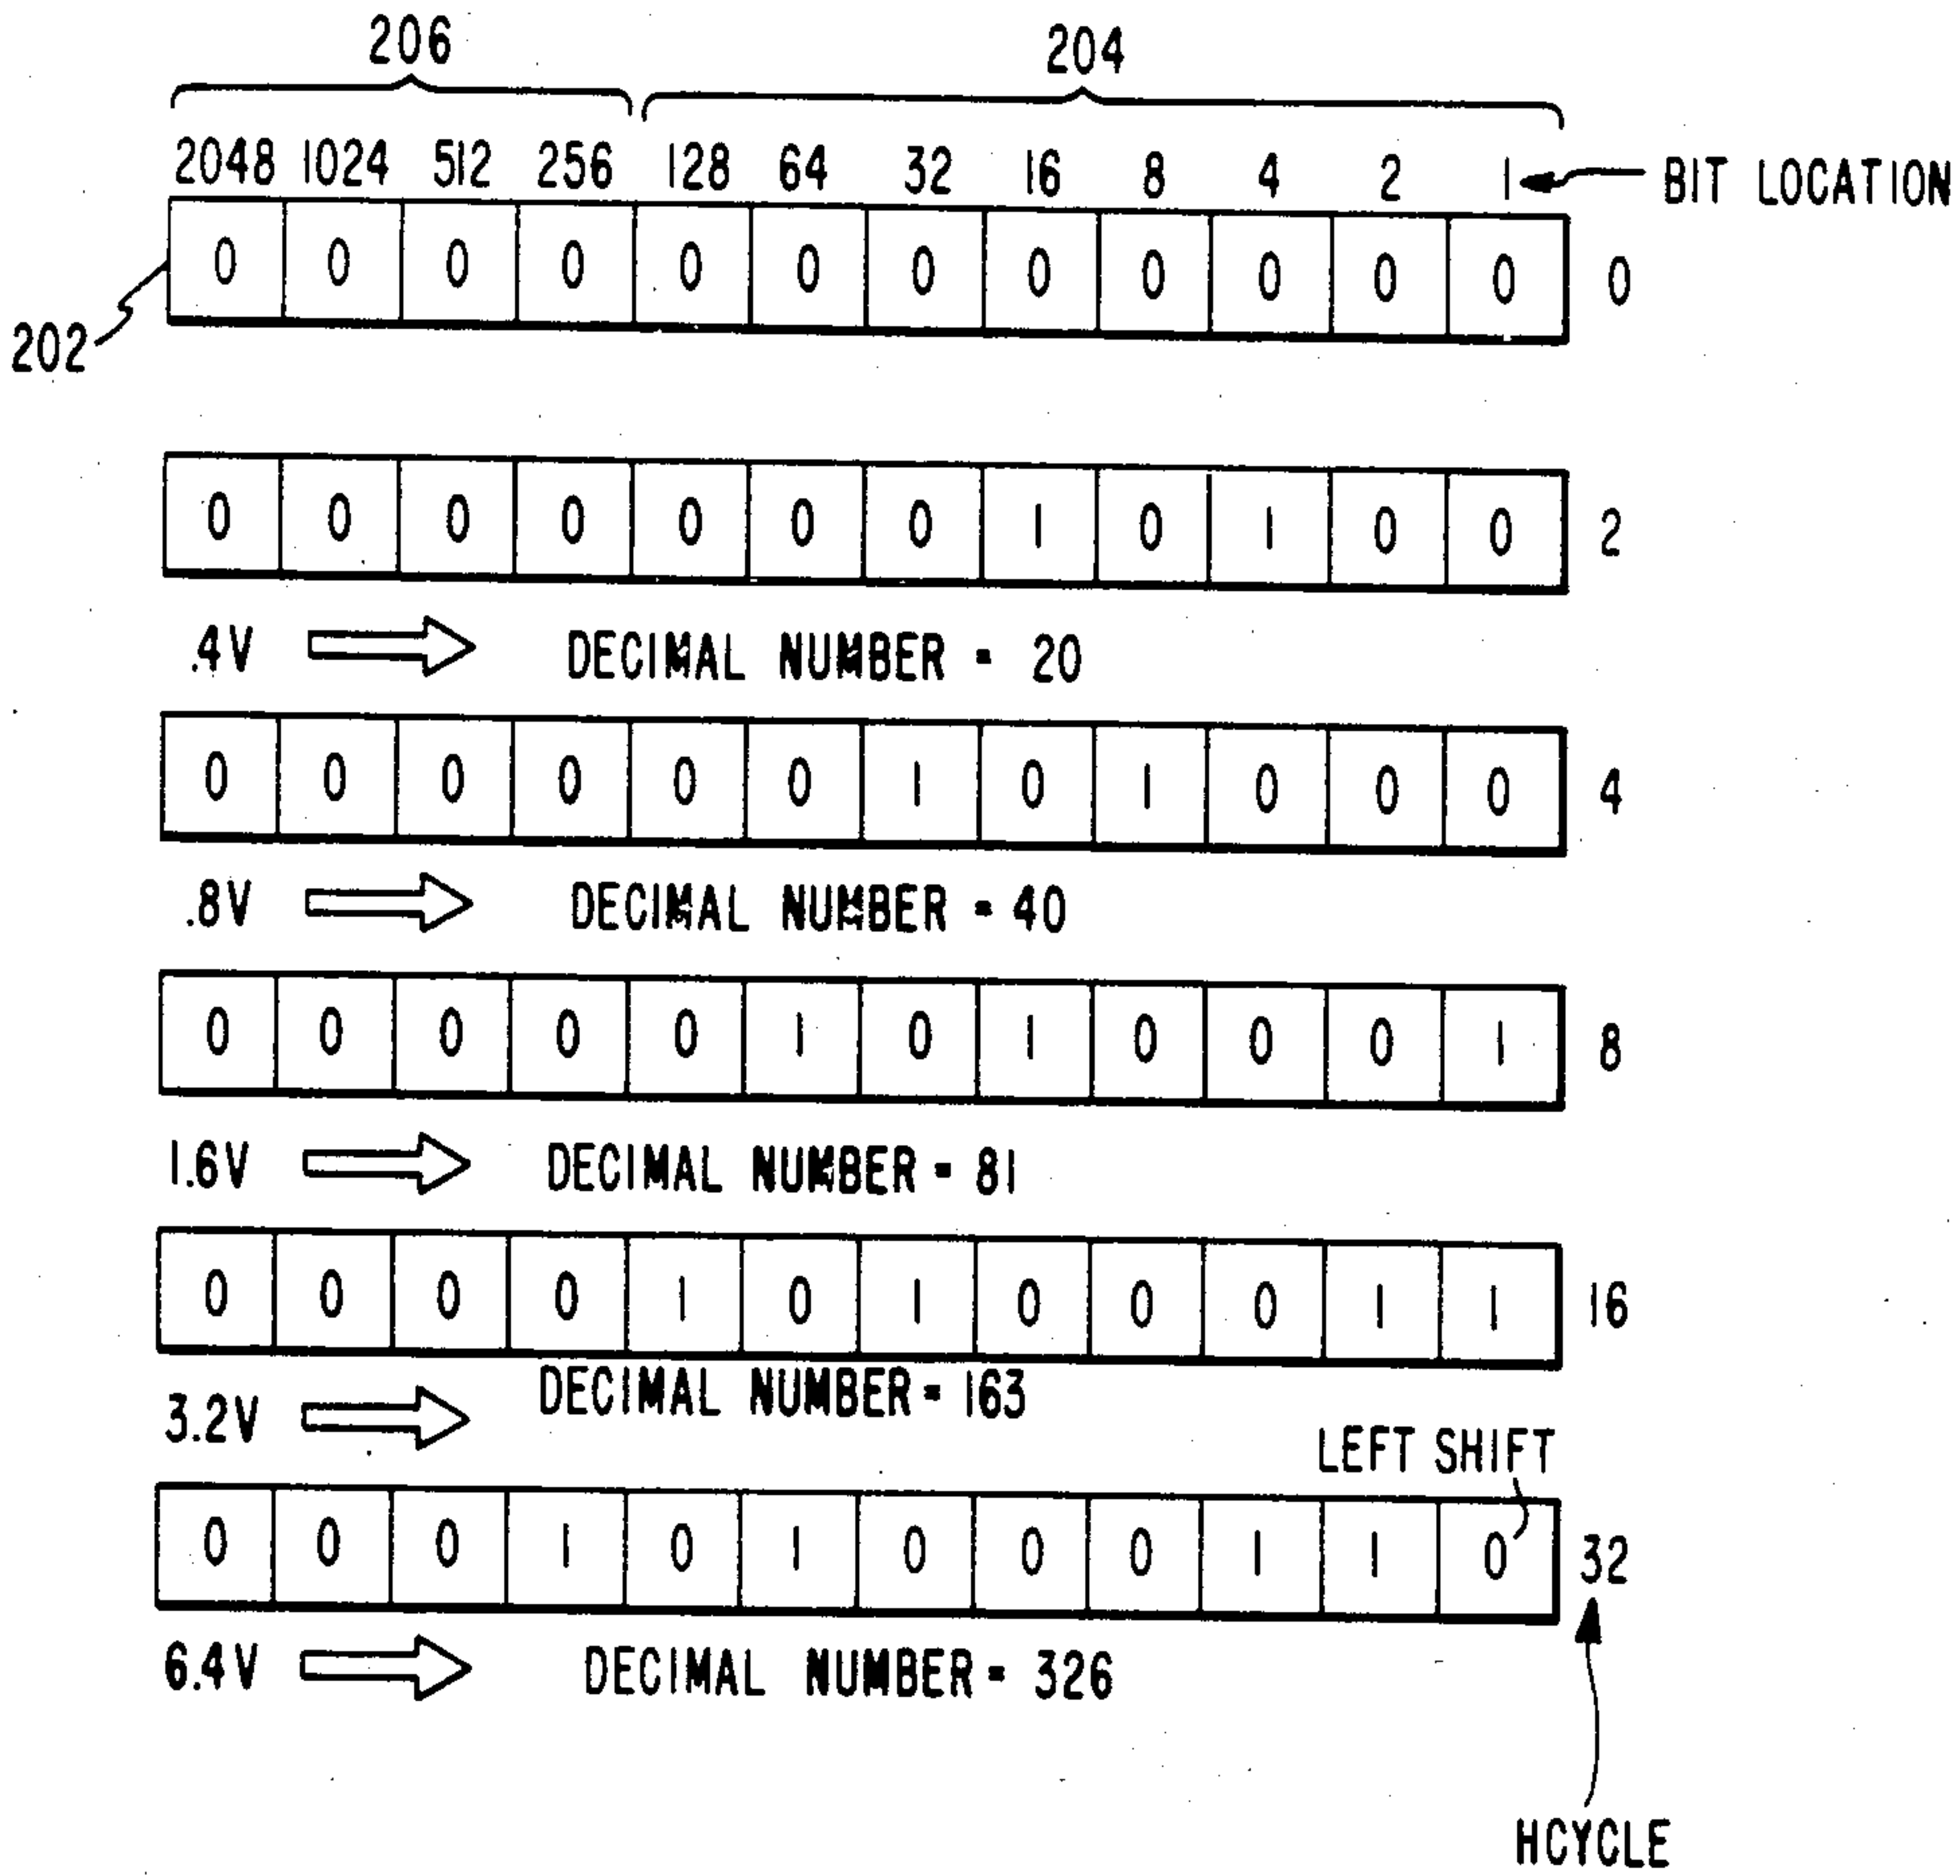 206 204
2048 1024 512 256 128 64 32 16 8 4 2 1 BIT LOCATION
0 0 0 0 0 0 0 0 0 0 0 0 0
202
0 0 0 0 0 0 0 1 0 1 0 0 2
.4V DECIMAL NUMBER = 20
0 0 0 0 0 0 1 0 1 0 0 0 4
.8V DECIMAL NUMBER = 40
0 0 0 0 0 1 0 1 0 0 0 1 8
1.6V DECIMAL NUMBER = 81
0 0 0 0 1 0 1 0 0 0 1 1 16
3.2V DECIMAL NUMBER = 163
LEFT SHIFT
0 0 0 1 0 1 0 0 0 1 1 0 32
6.4V DECIMAL NUMBER = 326
HCYCLE